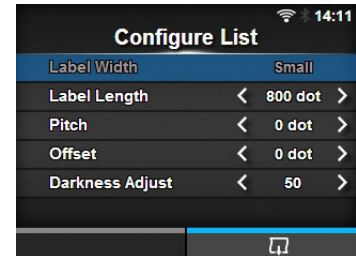 14:11
Configure List
Label Width Small
Label Length < 800 dot >
Pitch < 0 dot >
Offset < 0 dot >
Darkness Adjust < 50 >